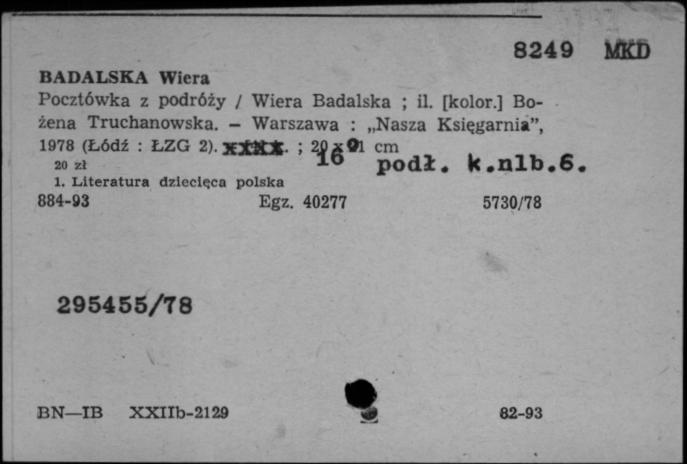 8249 MKD
BADALSKA Wiera
Pocztówka z podróży / Wiera Badalska ; il. [kolor.] Bo-
żena Truchanowska. – Warszawa : „Nasza Księgarnia”,
1978 (Łódź : ŁZG 2). ; cm
16 podł. k.nlb.6.
20 zł
1. Literatura dziecięca polska
884-93 Egz. 40277 5730/78
295455/78
BN—IB XXIIb-2129 82-93